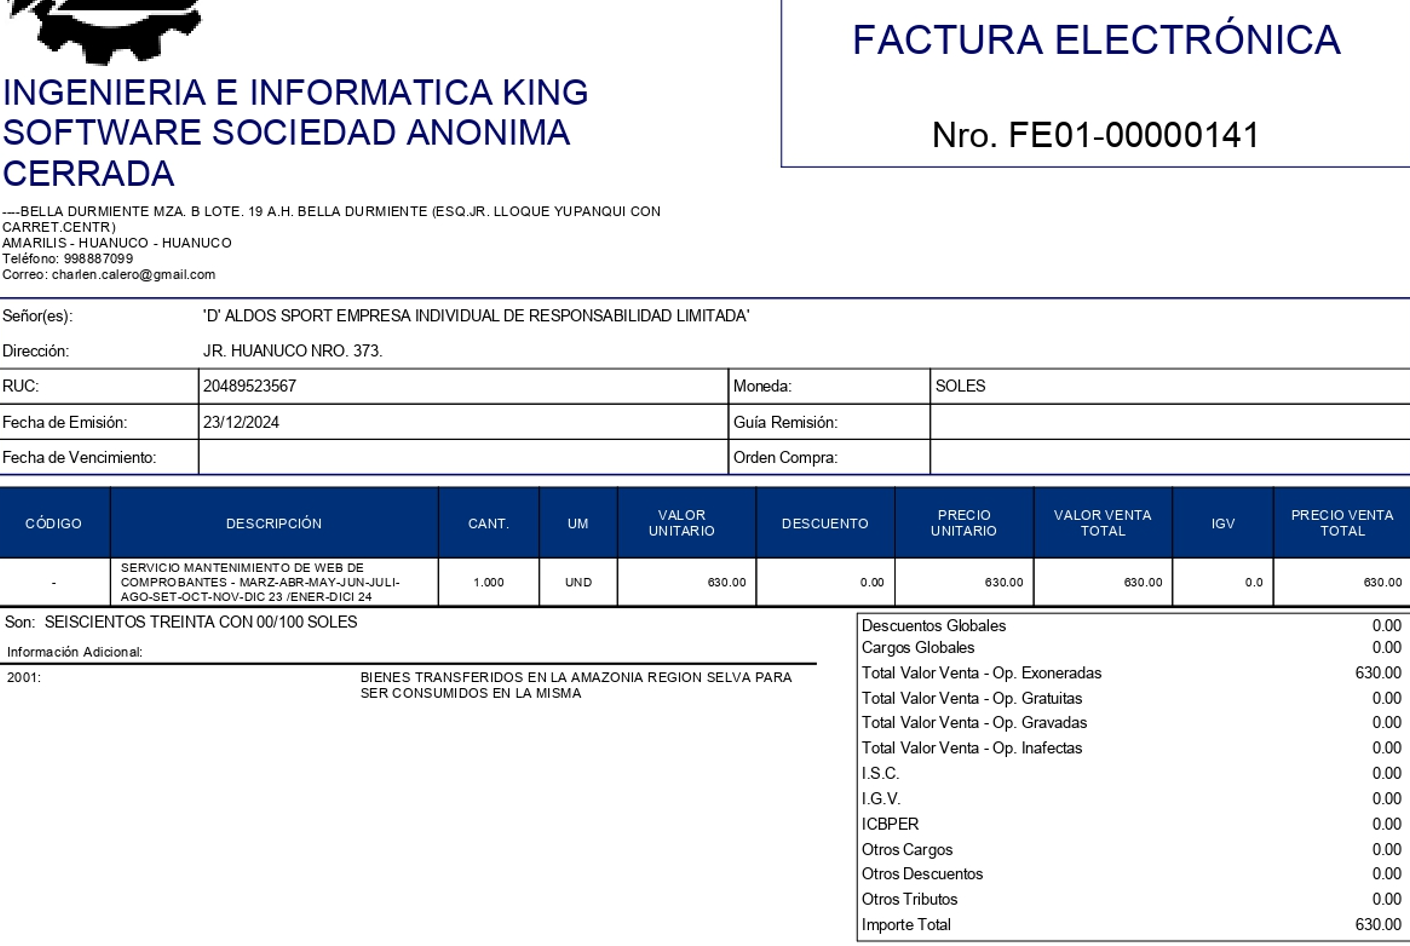 FACTURA ELECTRÓNICA
Nro. FE01-00000141
INGENIERIA E INFORMATICA KING
SOFTWARE SOCIEDAD ANONIMA
CERRADA
----BELLA DURMIENTE MZA. B LOTE. 19 A.H. BELLA DURMIENTE (ESQ.JR. LLOQUE YUPANQUI CON
CARRET.CENTR)
AMARILIS - HUANUCO - HUANUCO
Teléfono: 998887099
Correo: charlen.calero@gmail.com
Señor(es): 'D' ALDOS SPORT EMPRESA INDIVIDUAL DE RESPONSABILIDAD LIMITADA'
Dirección: JR. HUANUCO NRO. 373.
RUC: 20489523567 Moneda: SOLES
Fecha de Emisión: 23/12/2024 Guía Remisión:
Fecha de Vencimiento: Orden Compra:
CÓDIGO DESCRIPCIÓN CANT. UM VALOR UNITARIO DESCUENTO PRECIO UNITARIO VALOR VENTA TOTAL IGV PRECIO VENTA TOTAL
SERVICIO MANTENIMIENTO DE WEB DE
- COMPROBANTES - MARZ-ABR-MAY-JUN-JULI- 1.000 UND 630.00 0.00 630.00 630.00 0.0 630.00
AGO-SET-OCT-NOV-DIC 23 /ENER-DICI 24
Son: SEISCIENTOS TREINTA CON 00/100 SOLES
Información Adicional:
2001: BIENES TRANSFERIDOS EN LA AMAZONIA REGION SELVA PARA
SER CONSUMIDOS EN LA MISMA
Descuentos Globales 0.00
Cargos Globales 0.00
Total Valor Venta - Op. Exoneradas 630.00
Total Valor Venta - Op. Gratuitas 0.00
Total Valor Venta - Op. Gravadas 0.00
Total Valor Venta - Op. Inafectas 0.00
I.S.C. 0.00
I.G.V. 0.00
ICBPER 0.00
Otros Cargos 0.00
Otros Descuentos 0.00
Otros Tributos 0.00
Importe Total 630.00